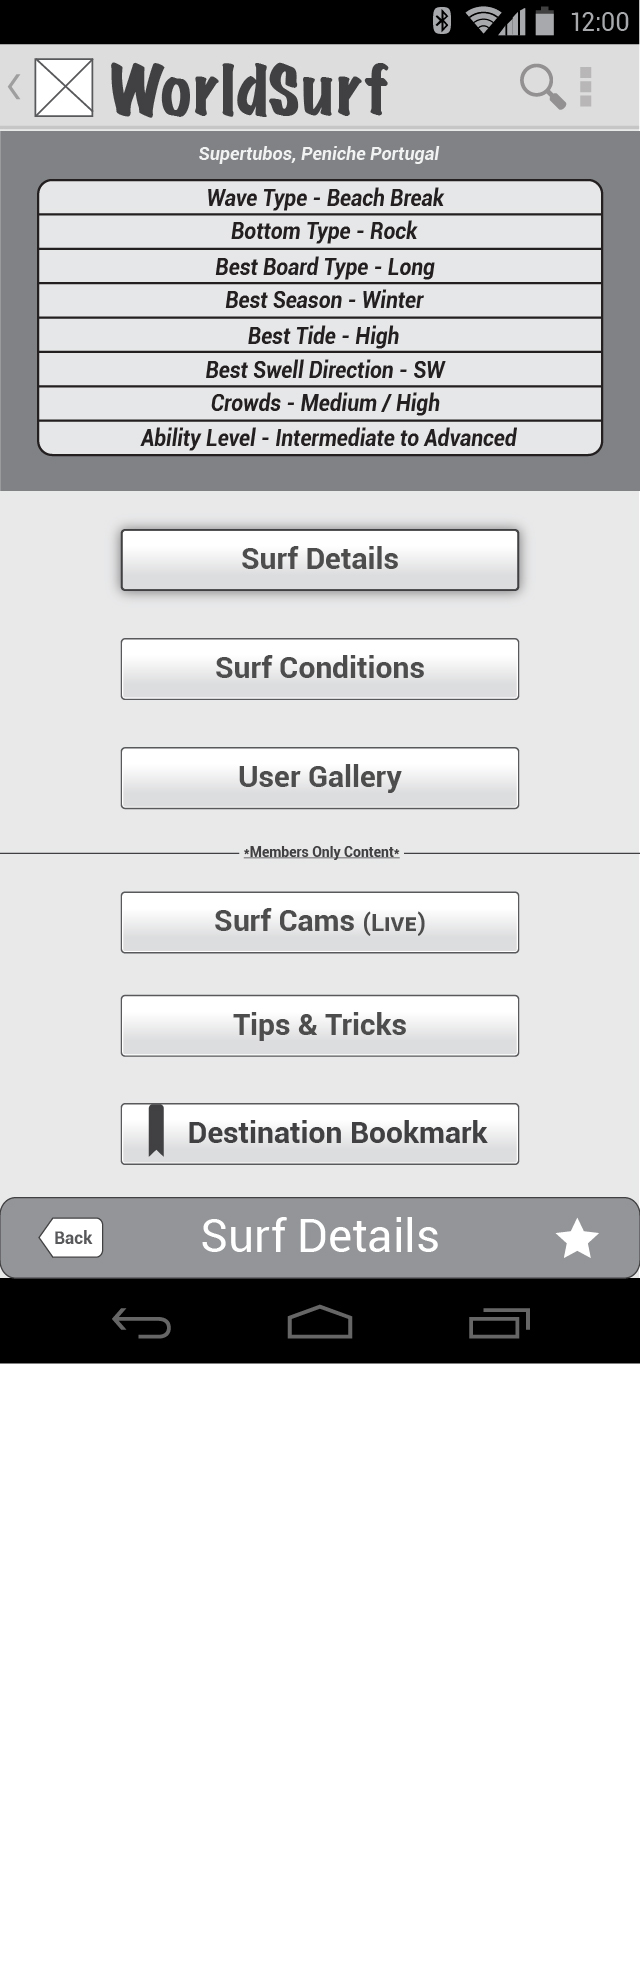 12:00
WorldSurf
Supertubos, Peniche Portugal
Wave Type - Beach Break
Bottom Type - Rock
Best Board Type - Long
Best Season - Winter
Best Tide - High
Best Swell Direction - SW
Crowds - Medium / High
Ability Level - Intermediate to Advanced
Surf Details
Surf Conditions
User Gallery
*Members Only Content*
Surf Cams (LIVE)
Tips & Tricks
Destination Bookmark
Back Surf Details